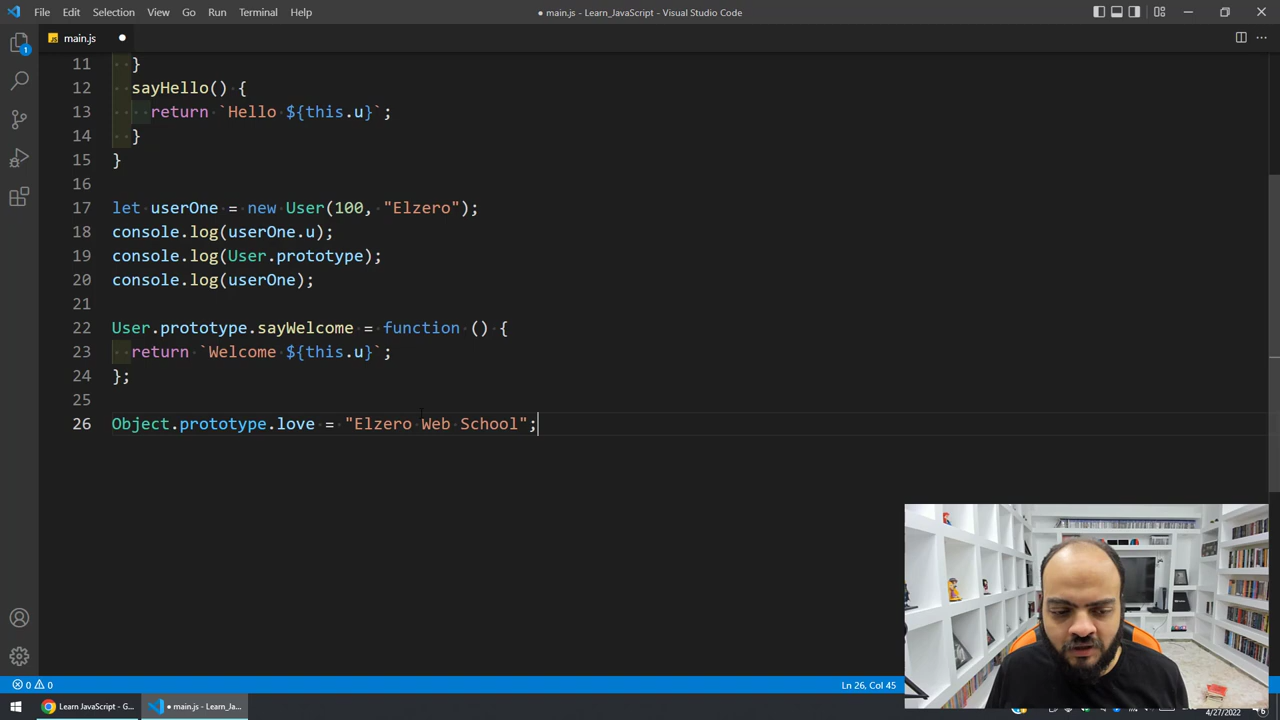 File Edit Selection View Go Run Terminal Help
● main.js - Learn_JavaScript - Visual Studio Code
JS main.js ●
1
11 }
12 sayHello() {
13 return `Hello ${this.u}`;
14 }
15 }
16
17 let userOne = new User(100, "Elzero");
18 console.log(userOne.u);
19 console.log(User.prototype);
20 console.log(userOne);
21
22 User.prototype.sayWelcome = function () {
23 return `Welcome ${this.u}`;
24 };
25
26 Object.prototype.love = "Elzero Web School";
0 0
Ln 26, Col 45
Learn JavaScript - G...
● main.js - Learn_Ja...
4/27/2022